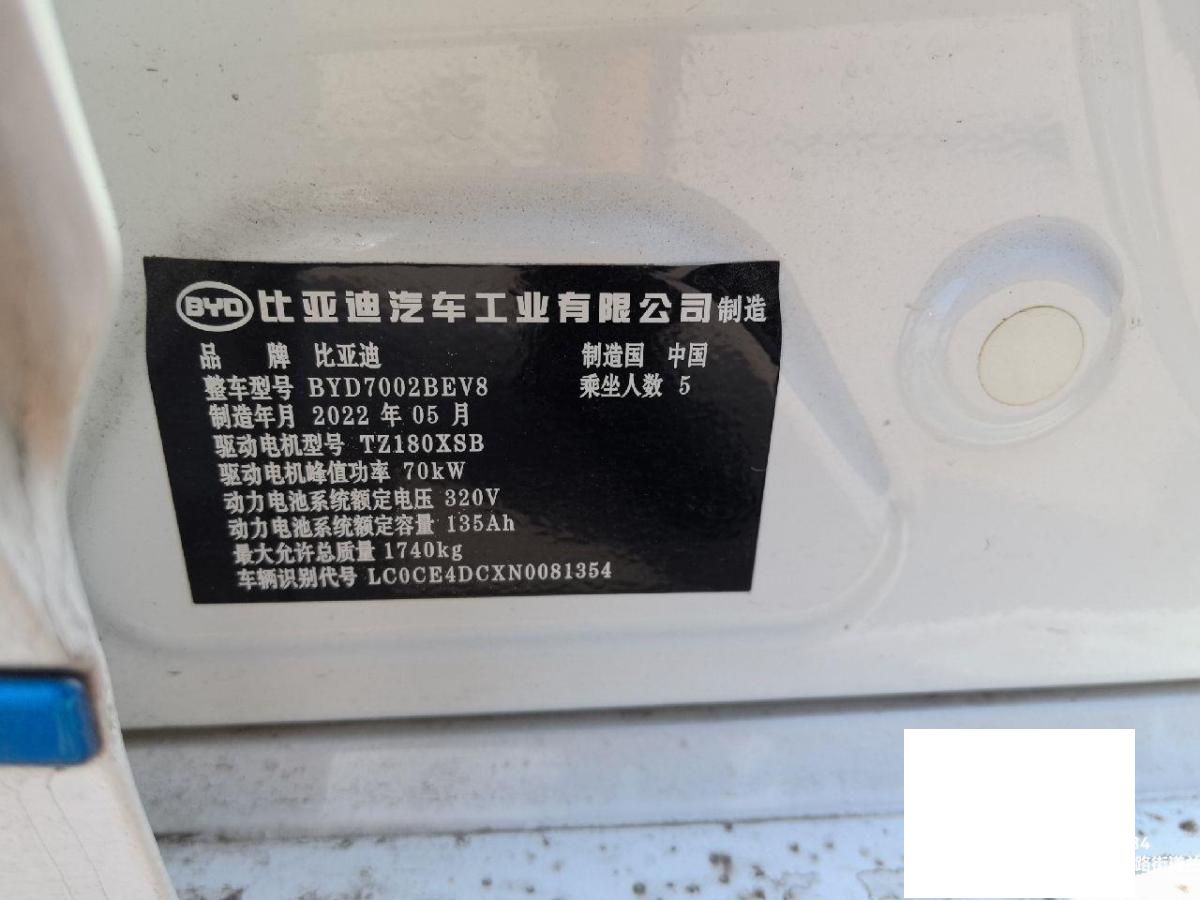 BYD 比亚迪汽车工业有限公司制造
品 牌 比亚迪 制造国 中国
整车型号 BYD7002BEV8 乘坐人数 5
制造年月 2022 年 05 月
驱动电机型号 TZ180XSB
驱动电机峰值功率 70kW
动力电池系统额定电压 320V
动力电池系统额定容量 135Ah
最大允许总质量 1740kg
车辆识别代号 LC0CE4DCXN0081354
34
路街道